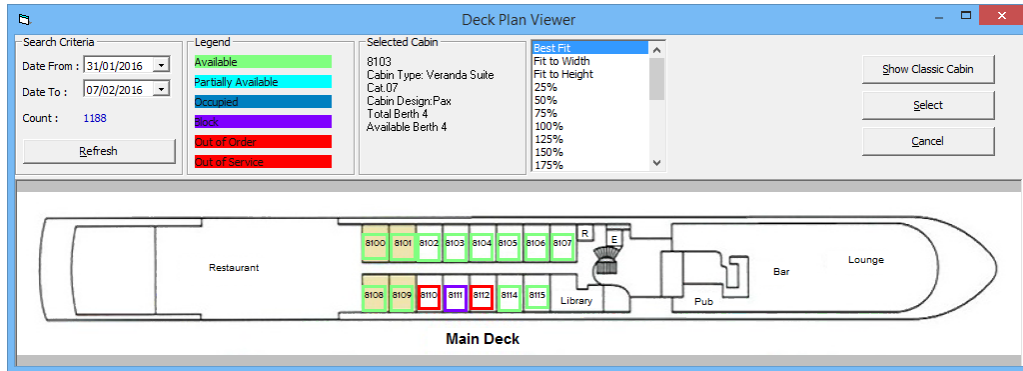 Deck Plan Viewer
Search Criteria
Date From : 31/01/2016
Date To : 07/02/2016
Count : 1188
Refresh
Legend
Available
Partially Available
Occupied
Block
Out of Order
Out of Service
Selected Cabin
8103
Cabin Type: Veranda Suite
Cat.07
Cabin Design:Pax
Total Berth 4
Available Berth 4
Best Fit
Fit to Width
Fit to Height
25%
50%
75%
100%
125%
150%
175%
Show Classic Cabin
Select
Cancel
8100 8101 8102 8103 8104 8105 8106 8107 R E
Restaurant Bar Lounge
8108 8109 8110 8111 8112 8114 8115 Library Pub
Main Deck